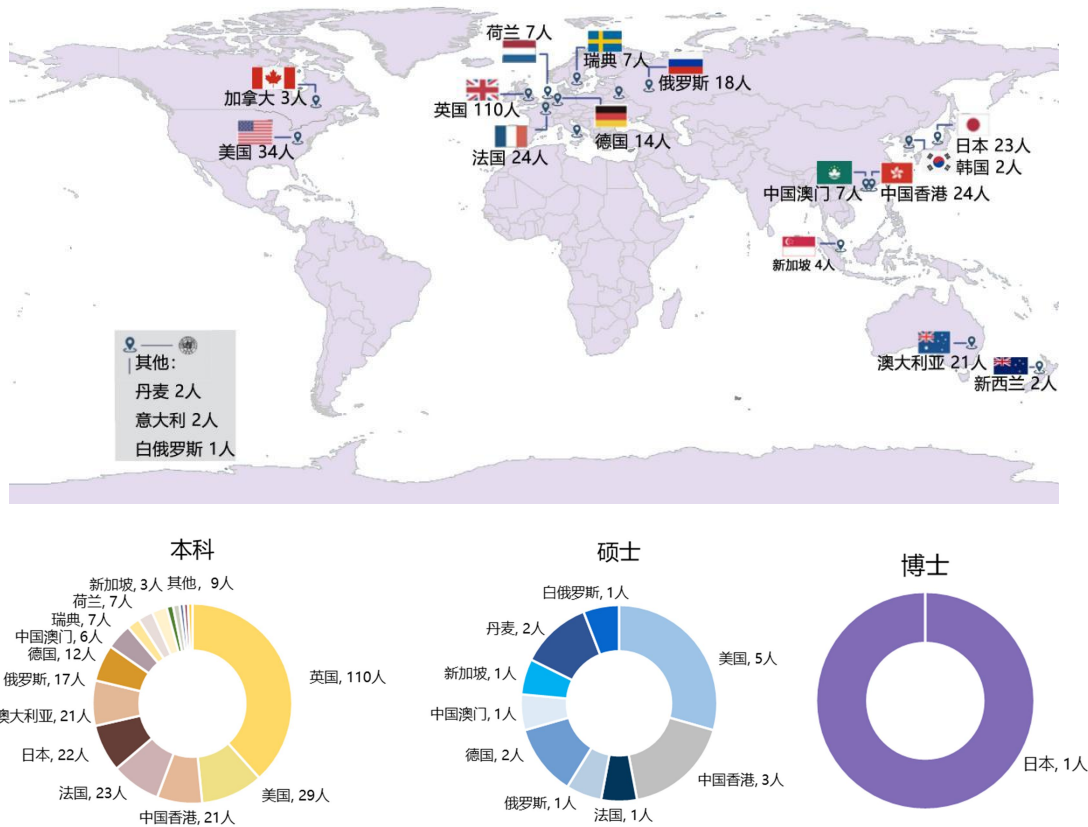 荷兰 7人
瑞典 7人
加拿大 3人
俄罗斯 18人
英国 110人
美国 34人
法国 24人
德国 14人
日本 23人
韩国 2人
中国澳门 7人
中国香港 24人
新加坡 4人
澳大利亚 21人
新西兰 2人
其他：
丹麦 2人
意大利 2人
白俄罗斯 1人
本科
新加坡, 3人
其他, 9人
荷兰, 7人
瑞典, 7人
中国澳门, 6人
德国, 12人
俄罗斯, 17人
澳大利亚, 21人
日本, 22人
法国, 23人
中国香港, 21人
美国, 29人
英国, 110人
硕士
白俄罗斯, 1人
丹麦, 2人
新加坡, 1人
中国澳门, 1人
德国, 2人
俄罗斯, 1人
法国, 1人
中国香港, 3人
美国, 5人
博士
日本, 1人